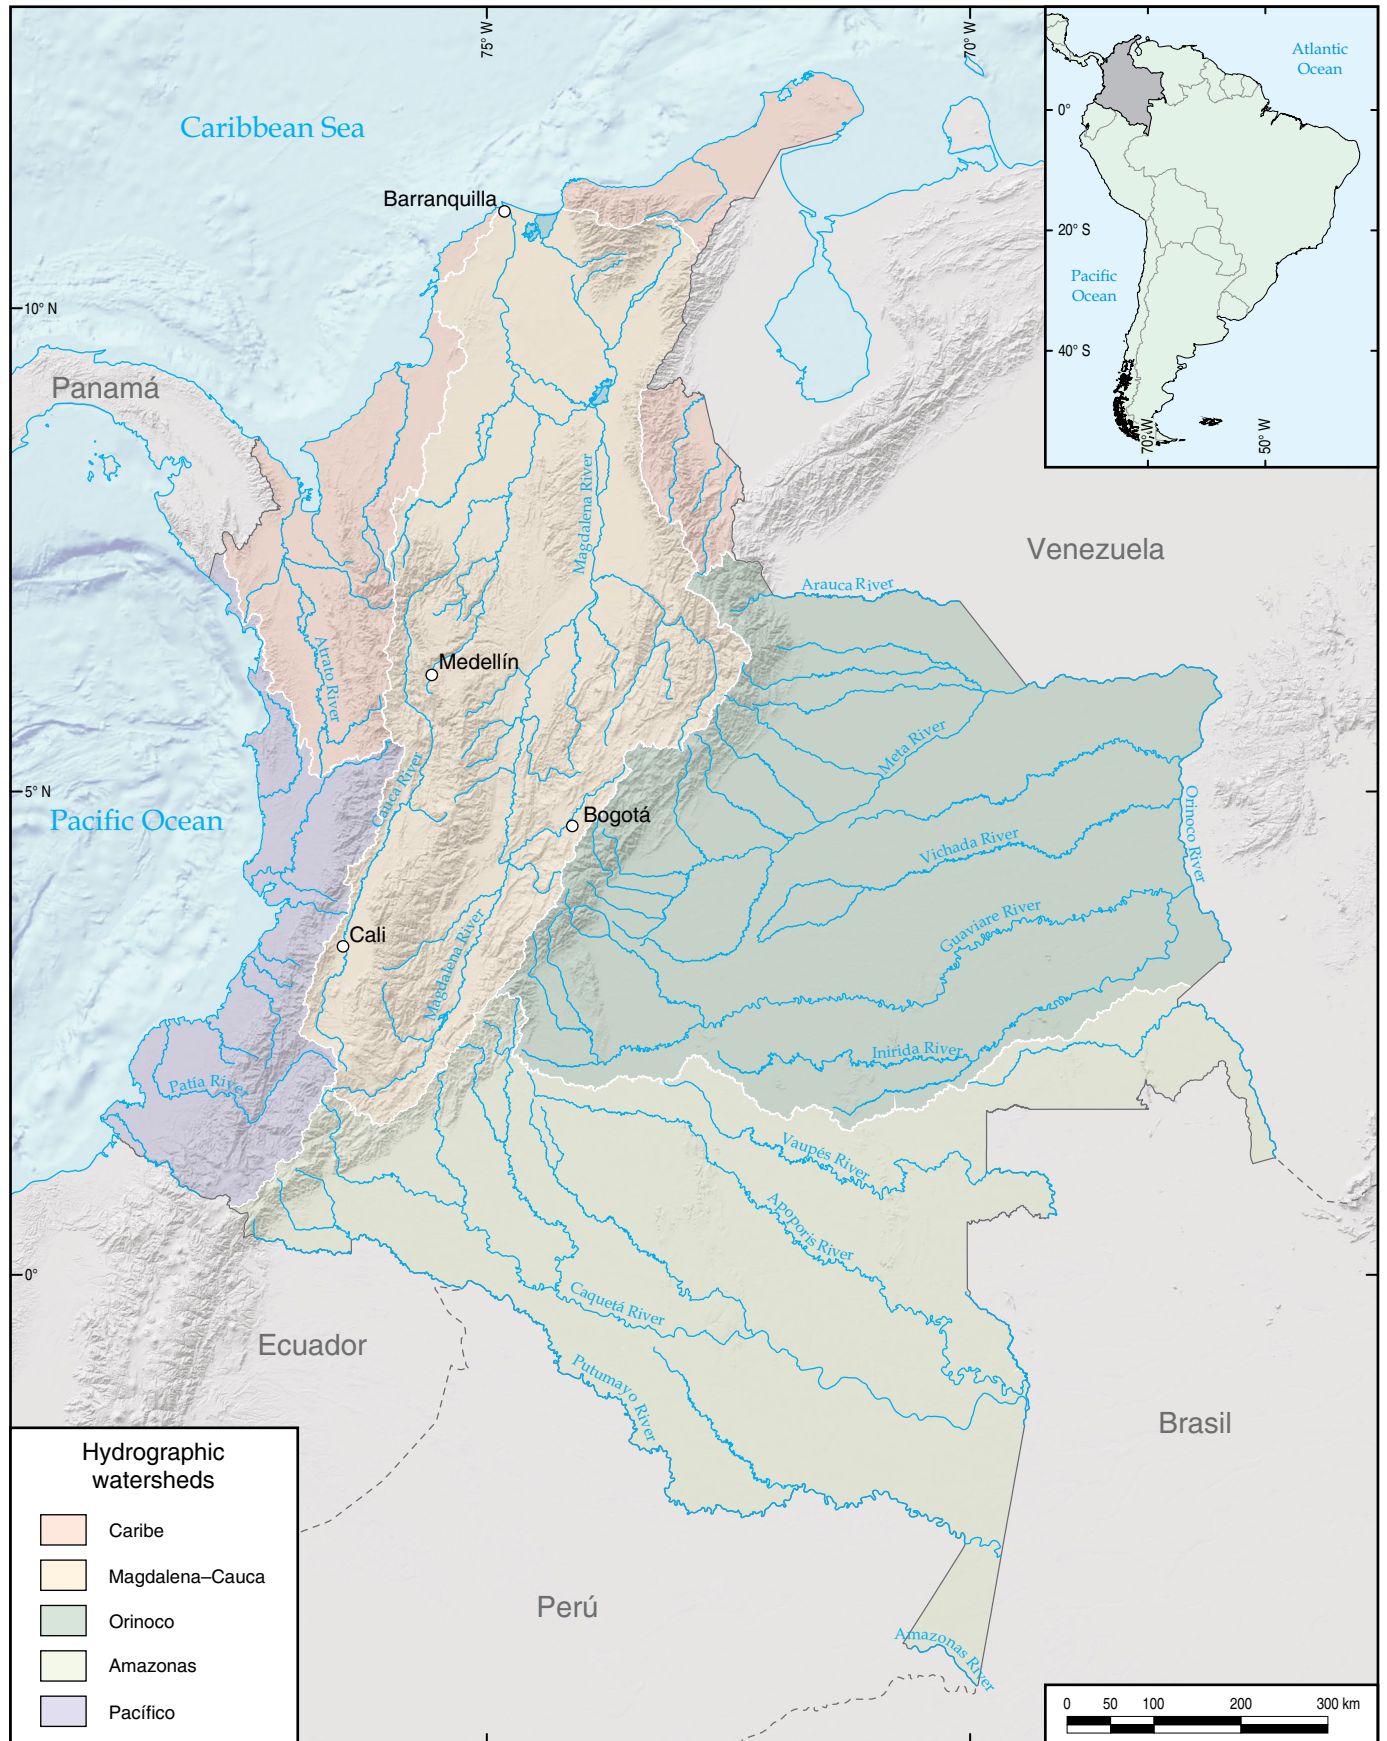 75° W
70° W
Caribbean Sea
Barranquilla
10° N
Panamá
Magdalena River
Venezuela
Arauca River
Atrato River
Medellín
Meta River
Cauca River
5° N
Pacific Ocean
Bogotá
Orinoco River
Vichada River
Guaviare River
Cali
Magdalena River
Inirida River
Patía River
Vaupés River
Apoporis River
0°
Caquetá River
Ecuador
Putumayo River
Brasil
Perú
Amazonas River
Atlantic
Ocean
0°
20° S
Pacific
Ocean
40° S
70° W
50° W
Hydrographic
watersheds
Caribe
Magdalena–Cauca
Orinoco
Amazonas
Pacífico
0 50 100 200 300 km